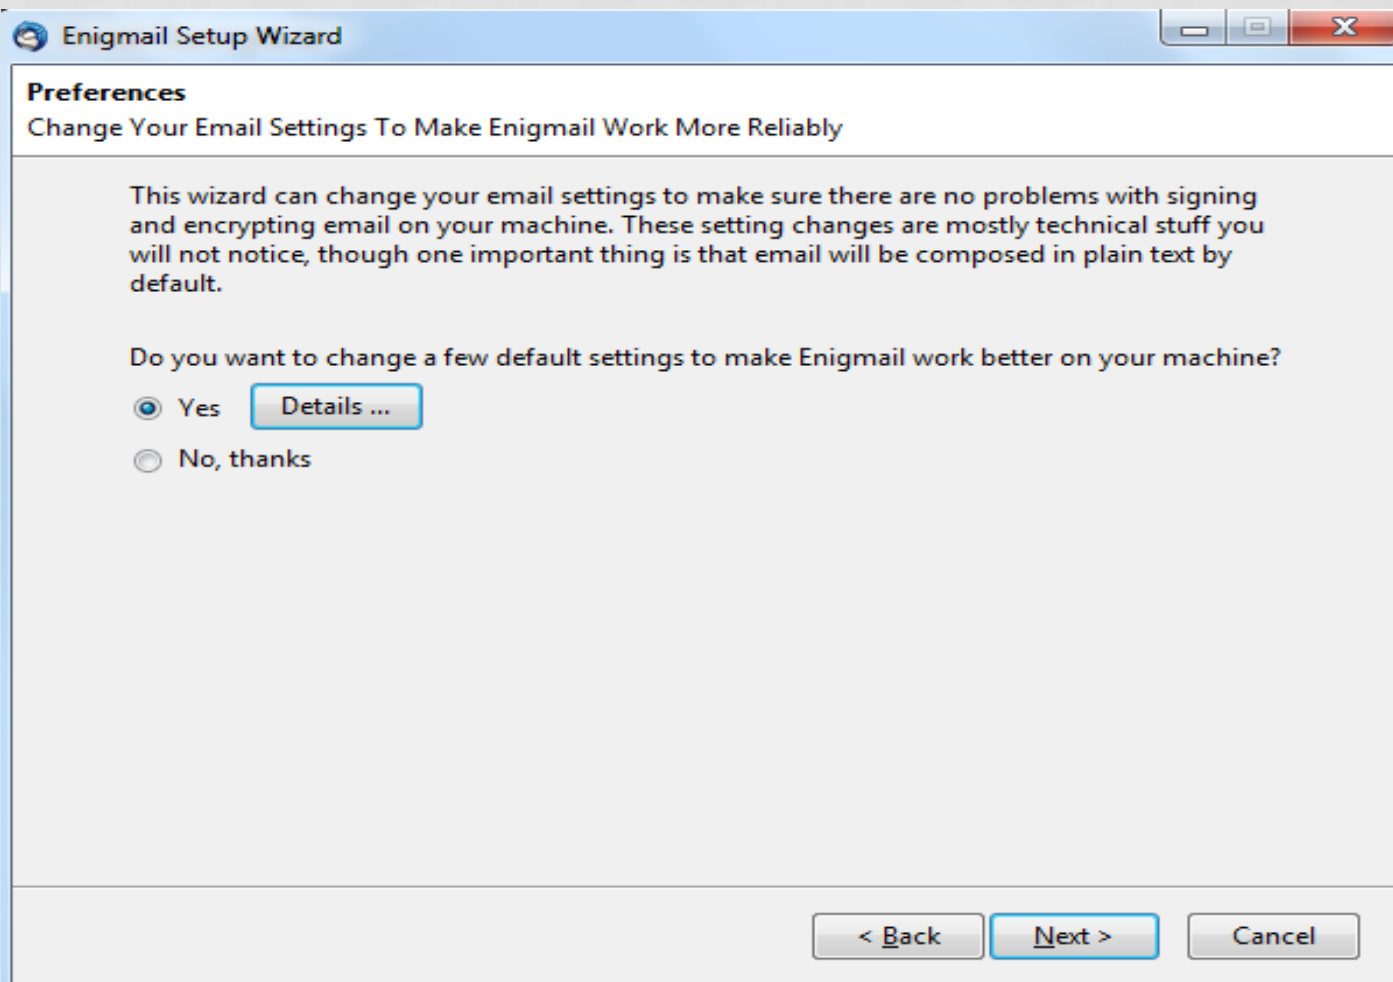 Enigmail Setup Wizard
Preferences
Change Your Email Settings To Make Enigmail Work More Reliably
This wizard can change your email settings to make sure there are no problems with signing
and encrypting email on your machine. These setting changes are mostly technical stuff you
will not notice, though one important thing is that email will be composed in plain text by
default.
Do you want to change a few default settings to make Enigmail work better on your machine?
Yes
Details ...
No, thanks
< Back
Next >
Cancel